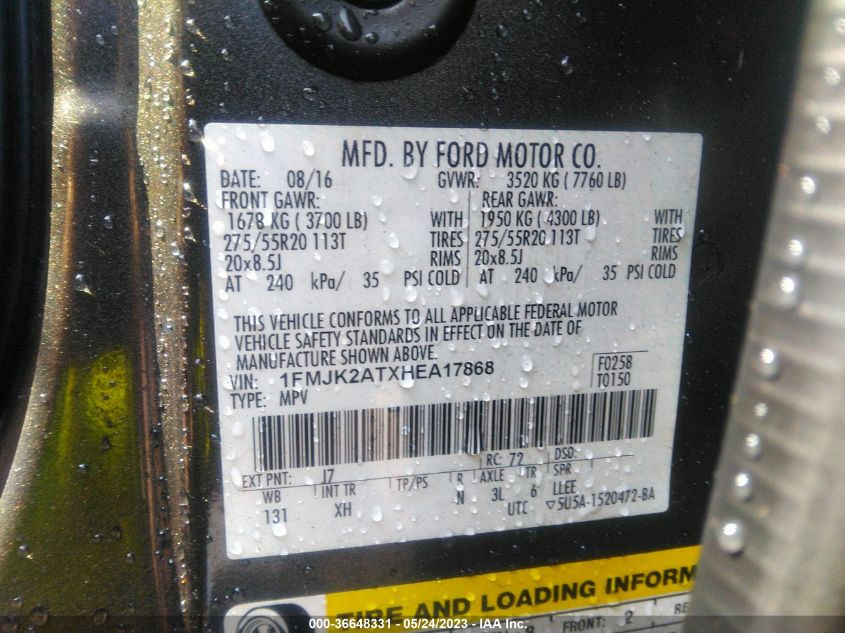 MFD. BY FORD MOTOR CO.
DATE: 08/16 GVWR: 3520 KG ( 7760 LB)
FRONT GAWR: REAR GAWR:
1678 KG ( 3700 LB) WITH 1950 KG ( 4300 LB) WITH
275/55R20 113T TIRES 275/55R20 113T TIRES
20x8.5J RIMS 20x8.5J RIMS
AT 240 kPa/ 35 PSI COLD AT 240 kPa/ 35 PSI COLD
THIS VEHICLE CONFORMS TO ALL APPLICABLE FEDERAL MOTOR
VEHICLE SAFETY STANDARDS IN EFFECT ON THE DATE OF
MANUFACTURE SHOWN ABOVE.
VIN: 1FMJK2ATXHEA17868 F0258
TYPE: MPV T0150
EXT PNT: J7 RC: 72 DSO:
WB INT TR TP/PS R AXLE TR SPR
131 XH N 3L 6 LLEE
UTC ▽5U5A-1520472-BA
TIRE AND LOADING INFORM
FRONT: 2 RE
000-36648331 - 05/24/2023 - IAA Inc.